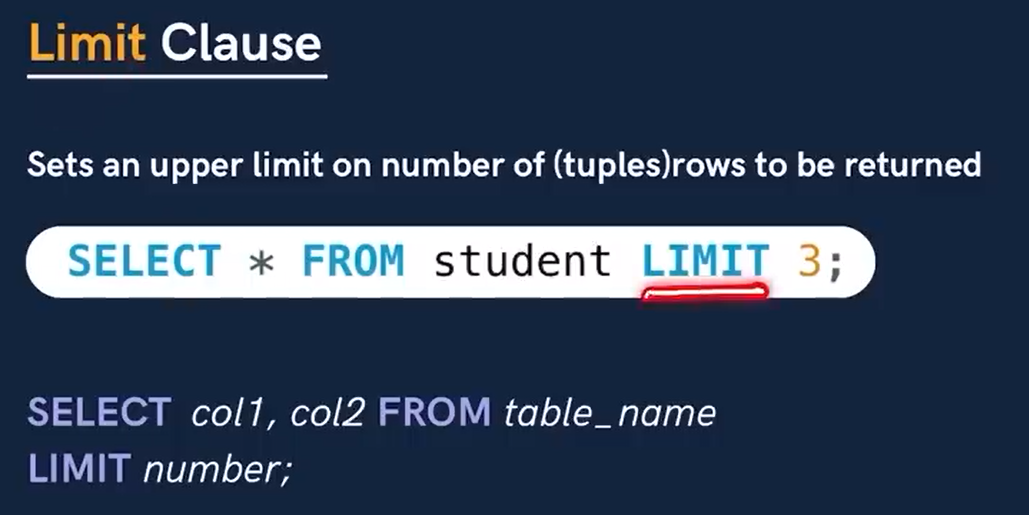 Limit Clause
Sets an upper limit on number of (tuples)rows to be returned
SELECT * FROM student LIMIT 3;
SELECT col1, col2 FROM table_name
LIMIT number;